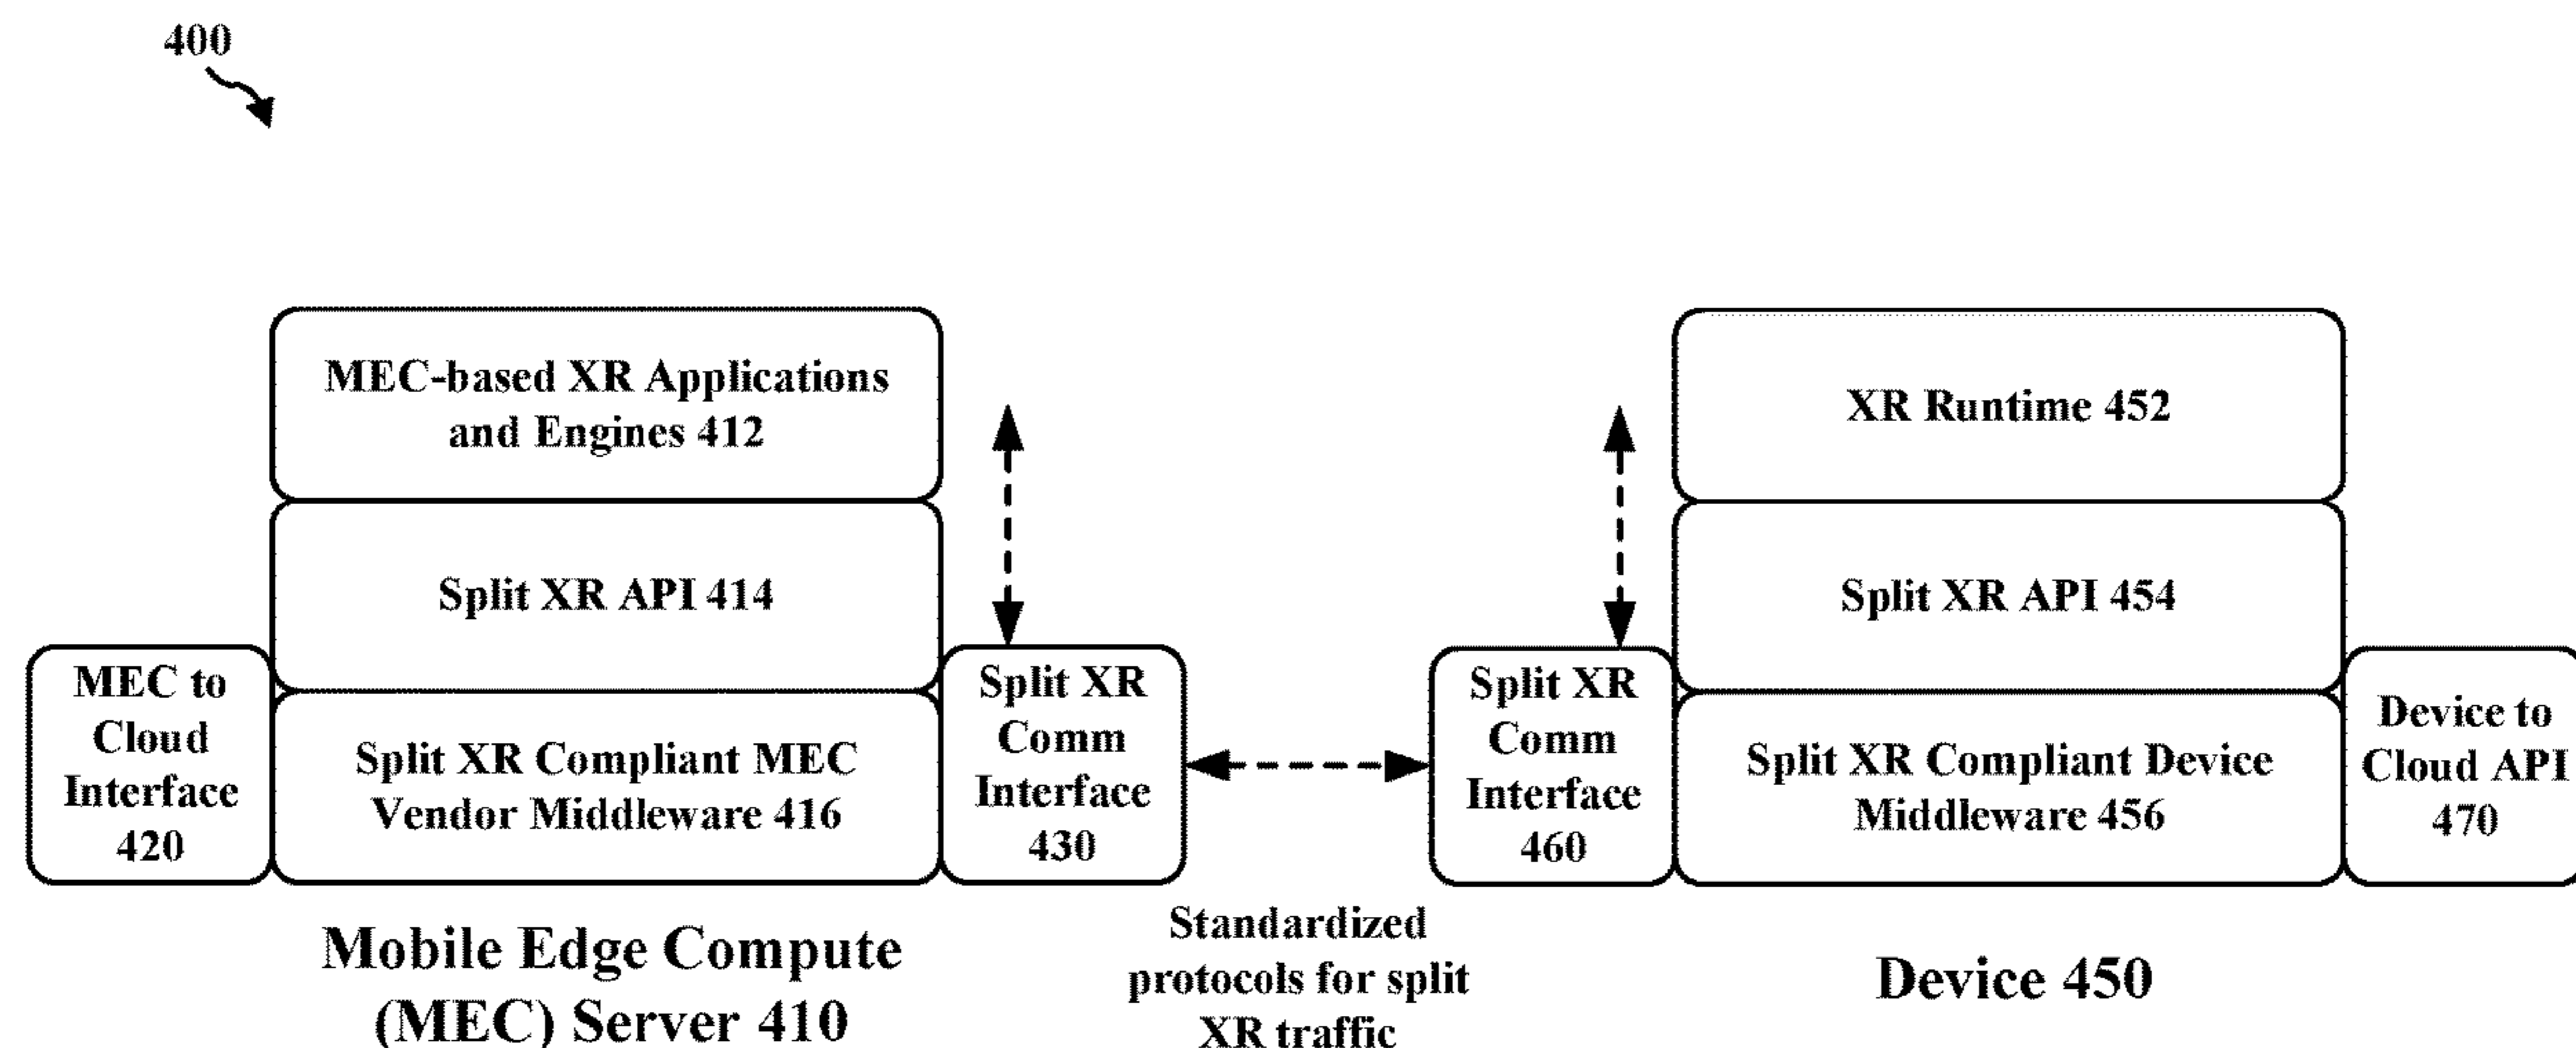 400
MEC-based XR Applications
and Engines 412
Split XR API 414
MEC to
Cloud
Interface
420
Split XR Compliant MEC
Vendor Middleware 416
Split XR
Comm
Interface
430
Split XR
Comm
Interface
460
XR Runtime 452
Split XR API 454
Split XR Compliant Device
Middleware 456
Device to
Cloud API
470
Mobile Edge Compute
(MEC) Server 410
Standardized
protocols for split
XR traffic
Device 450